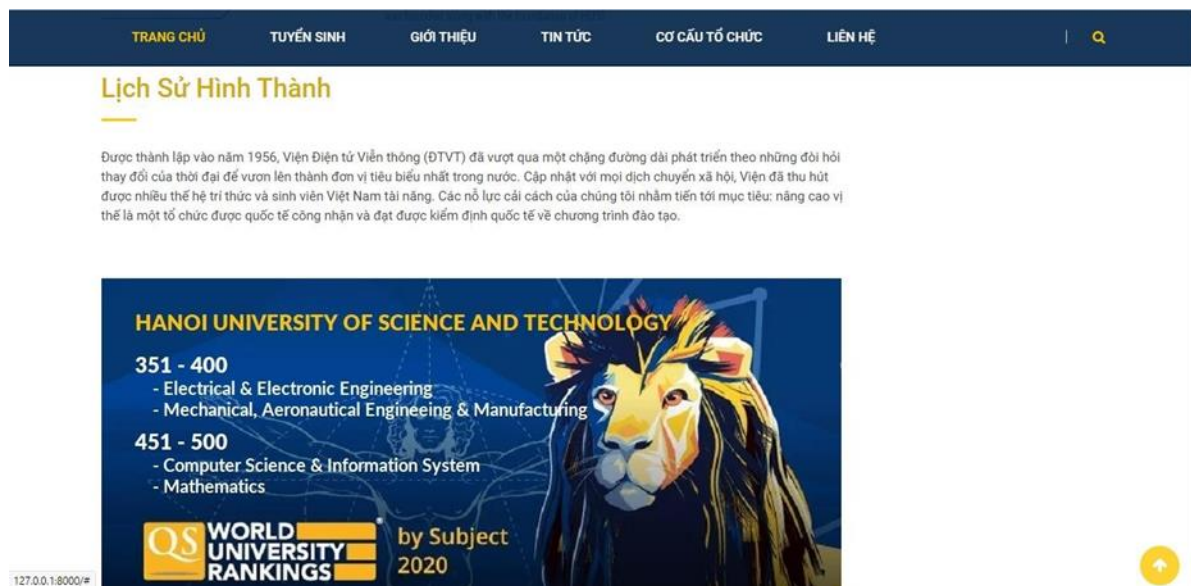 TRANG CHỦ TUYỂN SINH GIỚI THIỆU TIN TỨC CƠ CẤU TỔ CHỨC LIÊN HỆ
Lịch Sử Hình Thành
Được thành lập vào năm 1956, Viện Điện tử Viễn thông (ĐTVT) đã vượt qua một chặng đường dài phát triển theo những đòi hỏi
thay đổi của thời đại để vươn lên thành đơn vị tiêu biểu nhất trong nước. Cập nhật với mọi dịch chuyển xã hội, Viện đã thu hút
được nhiều thế hệ trí thức và sinh viên Việt Nam tài năng. Các nỗ lực cải cách của chúng tôi nhằm tiến tới mục tiêu: nâng cao vị
thế là một tổ chức được quốc tế công nhận và đạt được kiểm định quốc tế về chương trình đào tạo.
HANOI UNIVERSITY OF SCIENCE AND TECHNOLOGY
351 - 400
- Electrical & Electronic Engineering
- Mechanical, Aeronautical Engineeing & Manufacturing
451 - 500
- Computer Science & Information System
- Mathematics
QS WORLD
UNIVERSITY
RANKINGS
by Subject
2020
127.0.0.1:8000/#